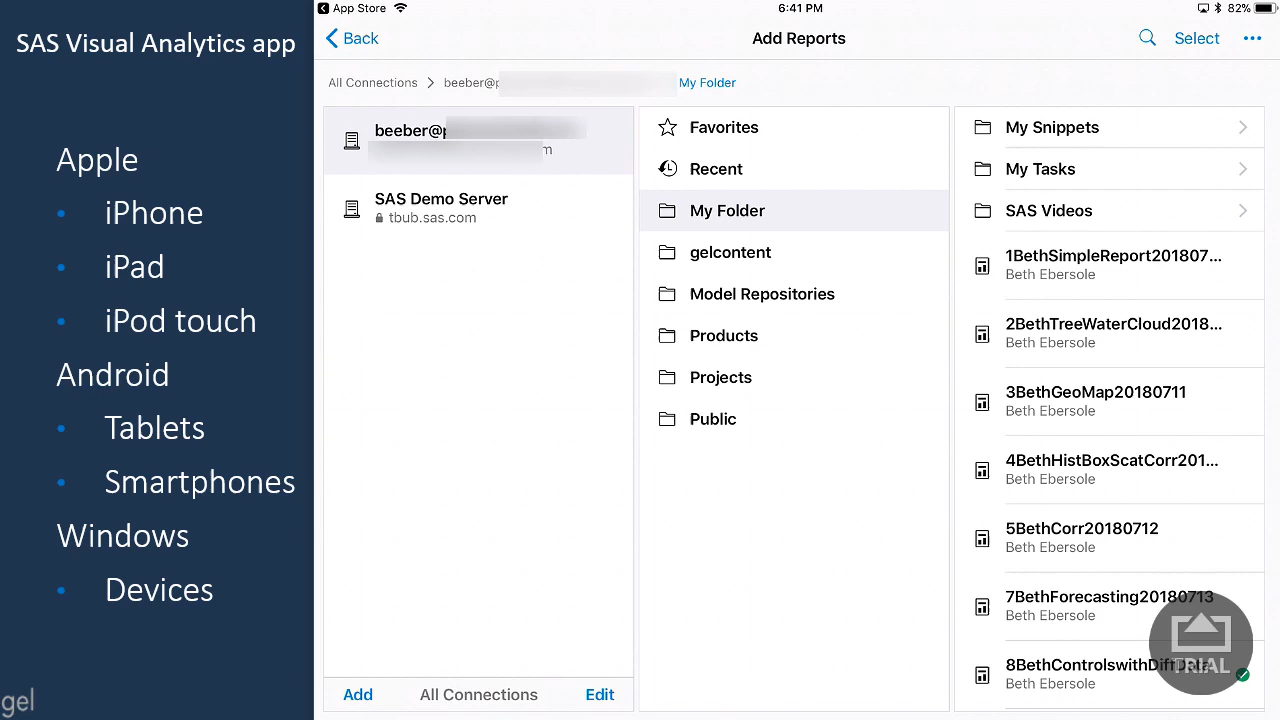 SAS Visual Analytics app
Apple
• iPhone
• iPad
• iPod touch
Android
• Tablets
• Smartphones
Windows
• Devices
gel
App Store
6:41 PM
82%
Back
Add Reports
Select
All Connections
beeber@p
My Folder
beeber@p
m
SAS Demo Server
tbub.sas.com
Add
All Connections
Edit
Favorites
Recent
My Folder
gelcontent
Model Repositories
Products
Projects
Public
My Snippets
My Tasks
SAS Videos
1BethSimpleReport201807...
Beth Ebersole
2BethTreeWaterCloud2018...
Beth Ebersole
3BethGeoMap20180711
Beth Ebersole
4BethHistBoxScatCorr201...
Beth Ebersole
5BethCorr20180712
Beth Ebersole
7BethForecasting20180713
Beth Ebersole
8BethControlswithDiff
Beth Ebersole
TRIAL